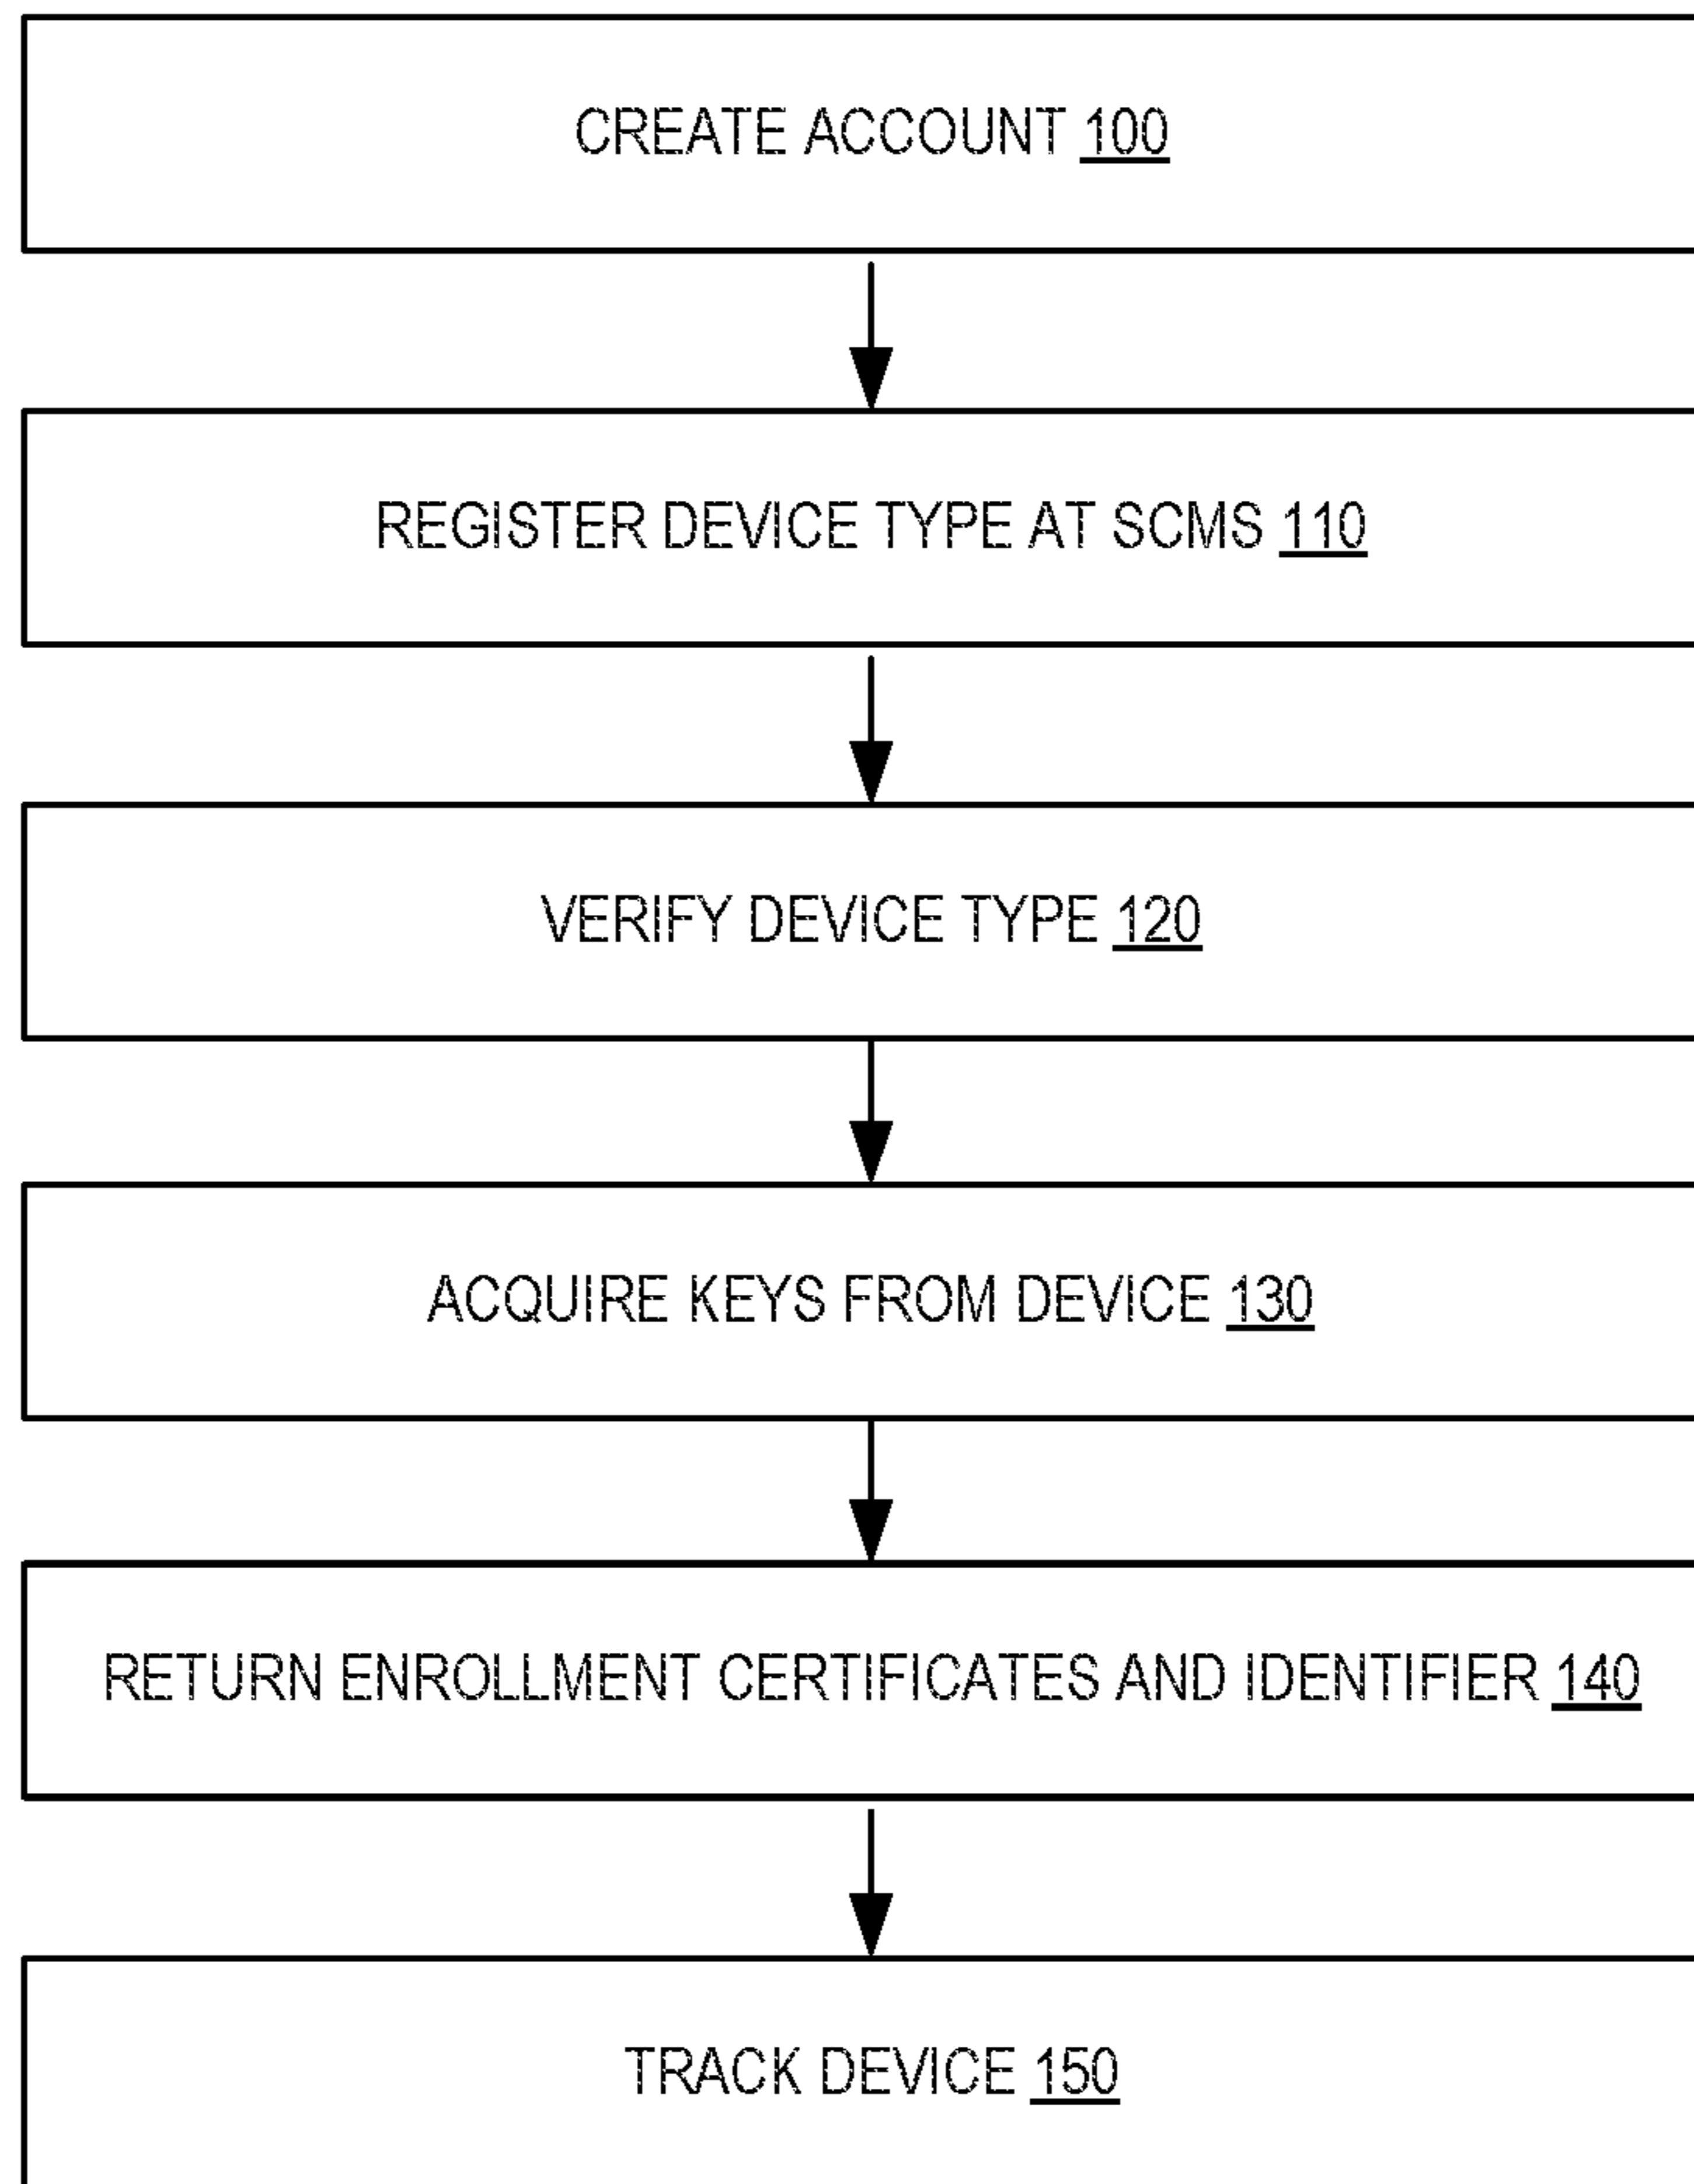 CREATE ACCOUNT 100
REGISTER DEVICE TYPE AT SCMS 110
VERIFY DEVICE TYPE 120
ACQUIRE KEYS FROM DEVICE 130
RETURN ENROLLMENT CERTIFICATES AND IDENTIFIER 140
TRACK DEVICE 150